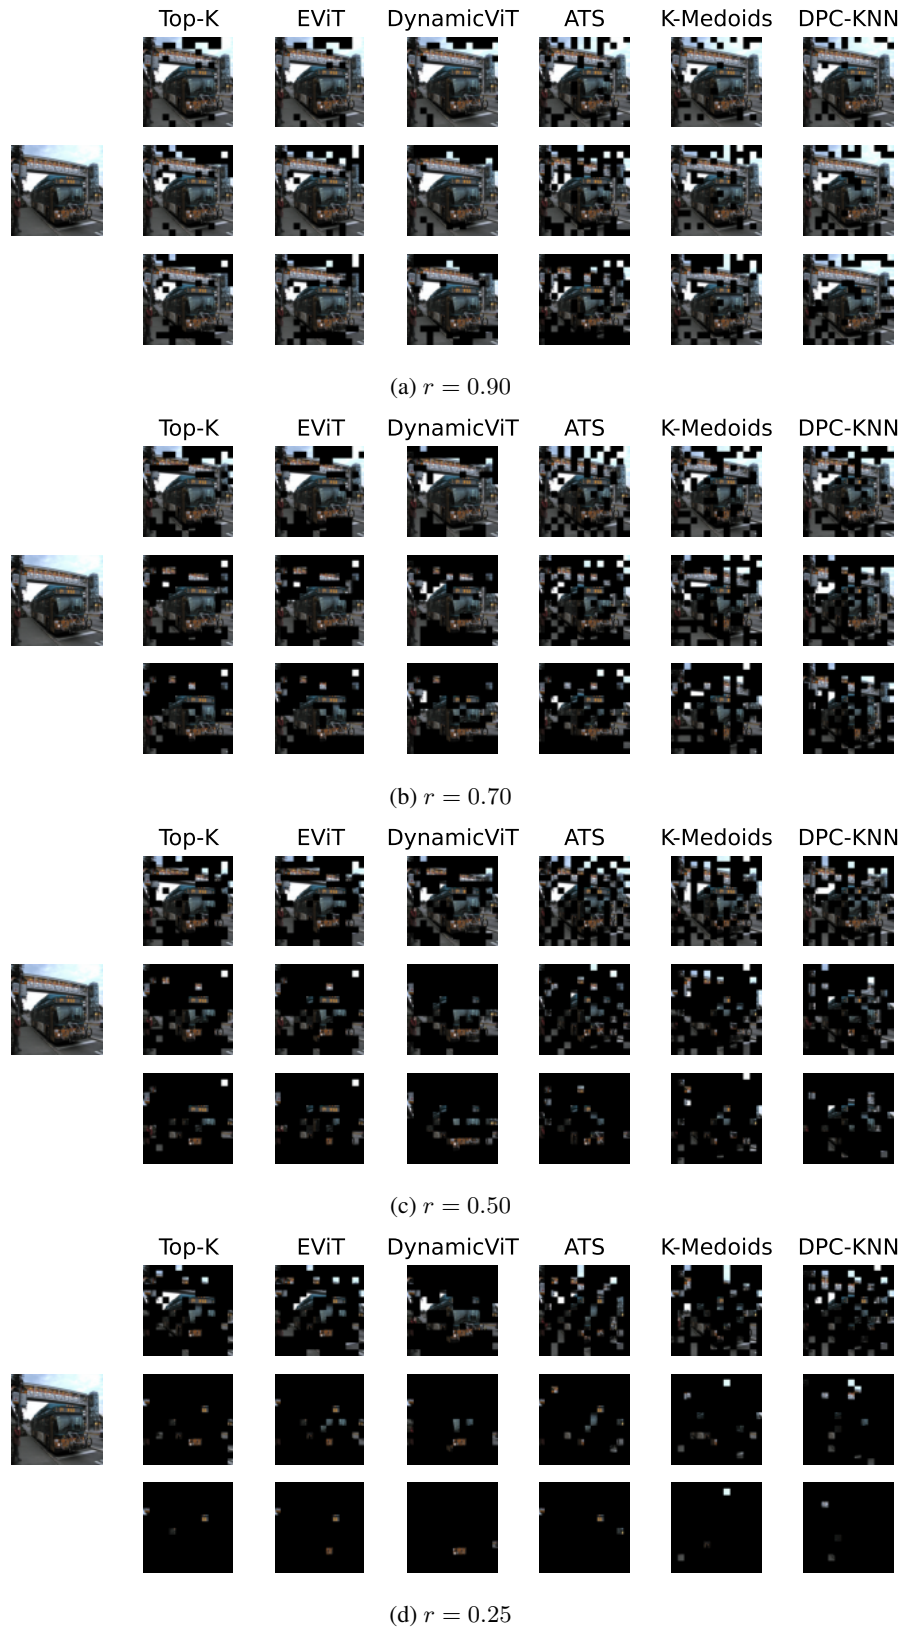 Top-K EViT DynamicViT ATS K-Medoids DPC-KNN
(a) r = 0.90
Top-K EViT DynamicViT ATS K-Medoids DPC-KNN
(b) r = 0.70
Top-K EViT DynamicViT ATS K-Medoids DPC-KNN
(c) r = 0.50
Top-K EViT DynamicViT ATS K-Medoids DPC-KNN
(d) r = 0.25